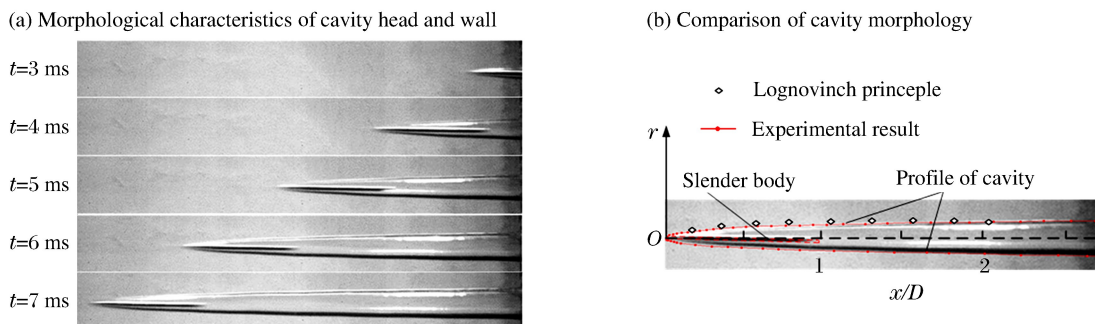 (a) Morphological characteristics of cavity head and wall
t=3 ms
t=4 ms
t=5 ms
t=6 ms
t=7 ms
(b) Comparison of cavity morphology
Lognovinch princeple
Experimental result
r
Slender body
Profile of cavity
O
1
2
x/D